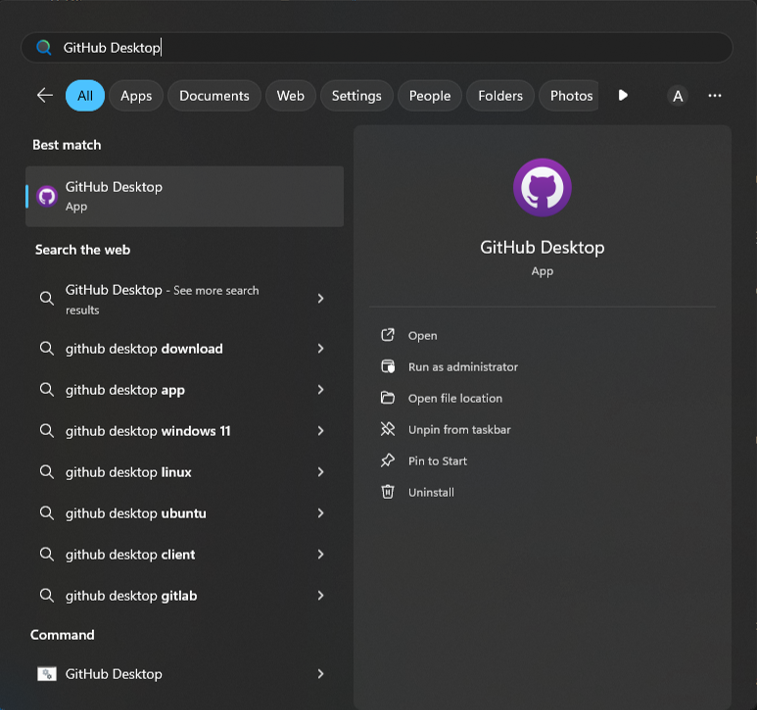 GitHub Desktop
All
Apps
Documents
Web
Settings
People
Folders
Photos
A
Best match
GitHub Desktop
App
Search the web
GitHub Desktop - See more search
results
github desktop download
github desktop app
github desktop windows 11
github desktop linux
github desktop ubuntu
github desktop client
github desktop gitlab
Command
GitHub Desktop
GitHub Desktop
App
Open
Run as administrator
Open file location
Unpin from taskbar
Pin to Start
Uninstall